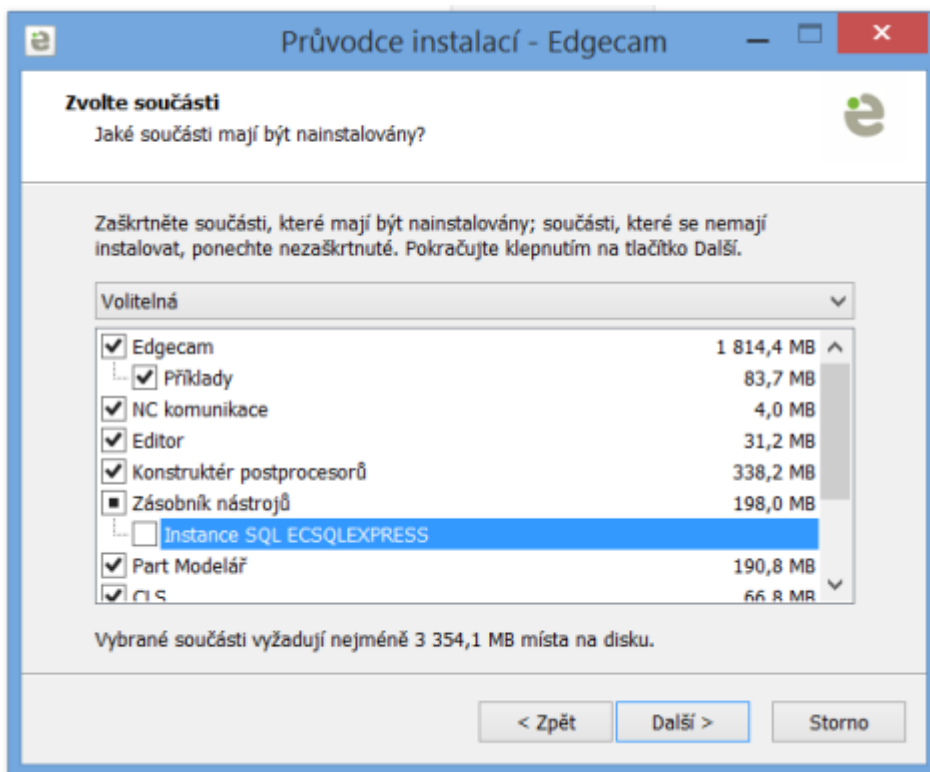 Průvodce instalací - Edgecam
Zvolte součásti
Jaké součásti mají být nainstalovány?
Zaškrtněte součásti, které mají být nainstalovány; součásti, které se nemají
instalovat, ponechte nezaškrtnuté. Pokračujte klepnutím na tlačítko Další.
Volitelná
Edgecam 1 814,4 MB
Příklady 83,7 MB
NC komunikace 4,0 MB
Editor 31,2 MB
Konstruktér postprocesorů 338,2 MB
Zásobník nástrojů 198,0 MB
Instance SQL ECSQLEXPRESS
Part Modelář 190,8 MB
CLS 66,8 MB
Vybrané součásti vyžadují nejméně 3 354,1 MB místa na disku.
< Zpět Další > Storno